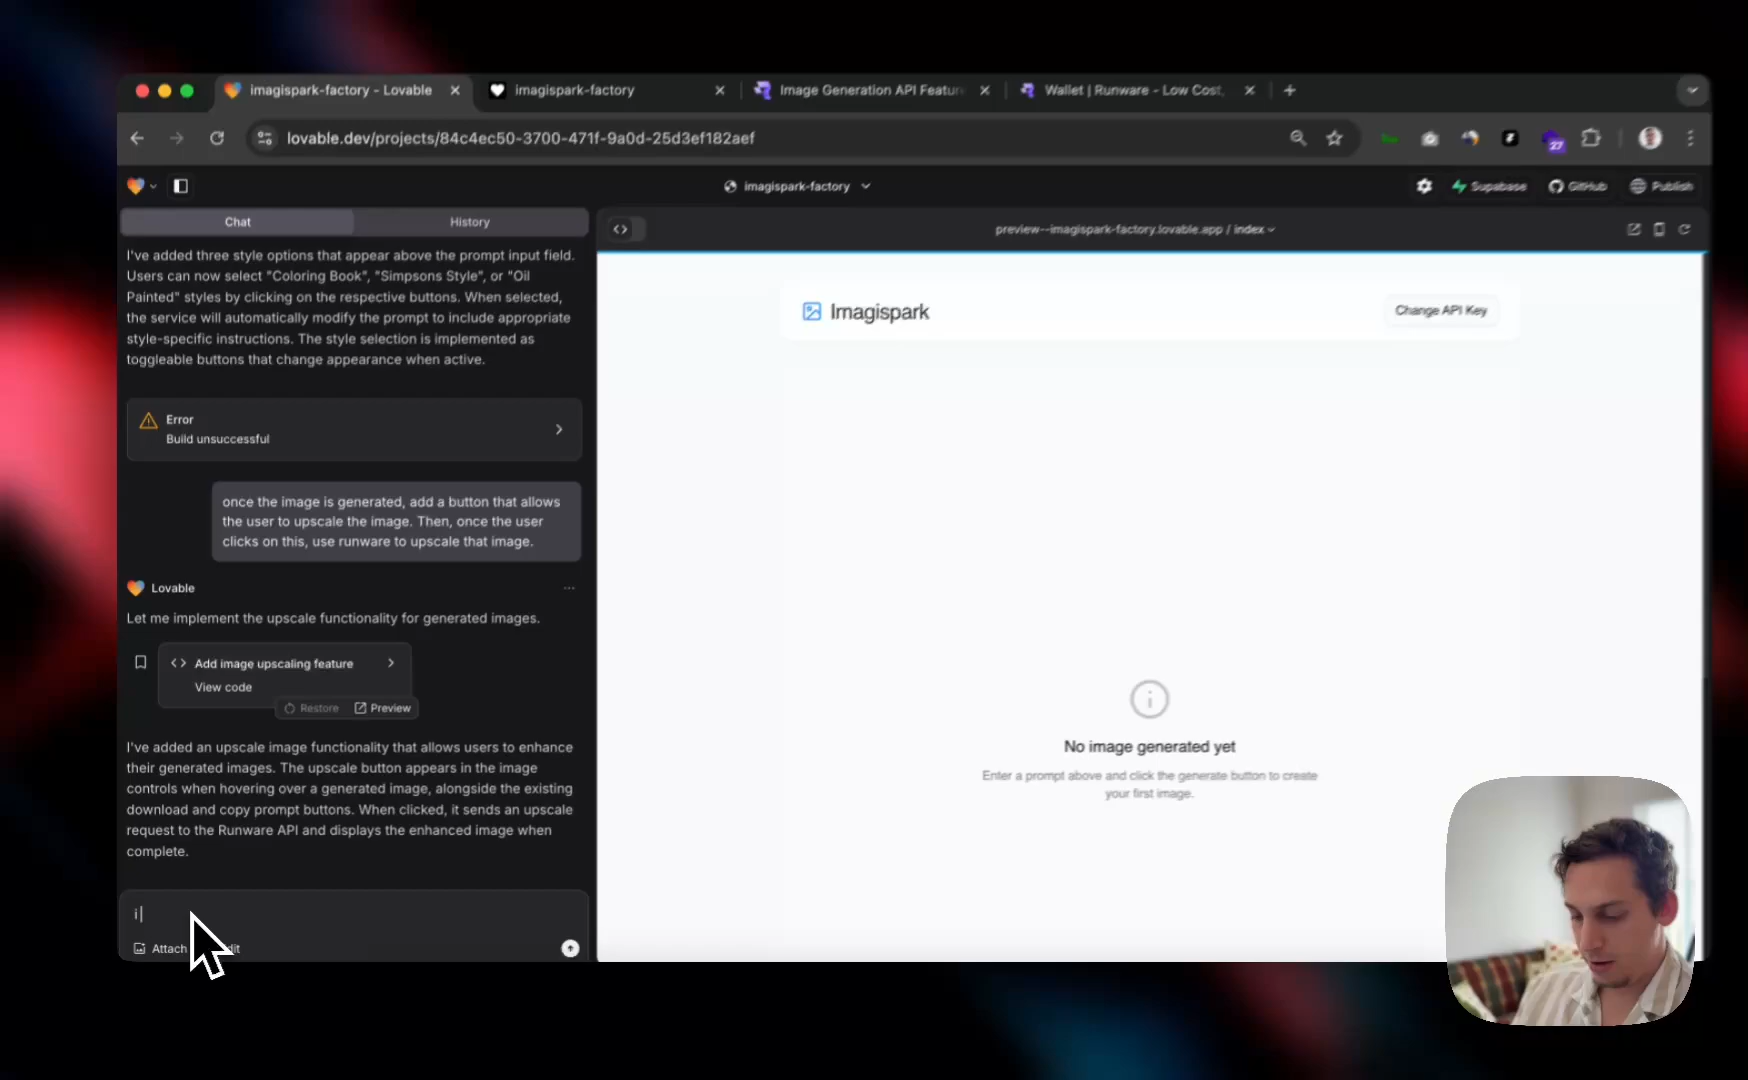 imagispark-factory - Lovable
imagispark-factory
Image Generation API Featur
Wallet | Runware - Low Cost,
lovable.dev/projects/84c4ec50-3700-471f-9a0d-25d3ef182aef
27
imagispark-factory
Supabase
GitHub
Publish
Chat
History
preview--imagispark-factory.lovable.app / index
I've added three style options that appear above the prompt input field.
Users can now select "Coloring Book", "Simpsons Style", or "Oil
Painted" styles by clicking on the respective buttons. When selected,
the service will automatically modify the prompt to include appropriate
style-specific instructions. The style selection is implemented as
toggleable buttons that change appearance when active.
Error
Build unsuccessful
once the image is generated, add a button that allows
the user to upscale the image. Then, once the user
clicks on this, use runware to upscale that image.
Lovable
Let me implement the upscale functionality for generated images.
Add image upscaling feature
View code
Restore
Preview
I've added an upscale image functionality that allows users to enhance
their generated images. The upscale button appears in the image
controls when hovering over a generated image, alongside the existing
download and copy prompt buttons. When clicked, it sends an upscale
request to the Runware API and displays the enhanced image when
complete.
i
Attach
Imagispark
Change API Key
No image generated yet
Enter a prompt above and click the generate button to create
your first image.